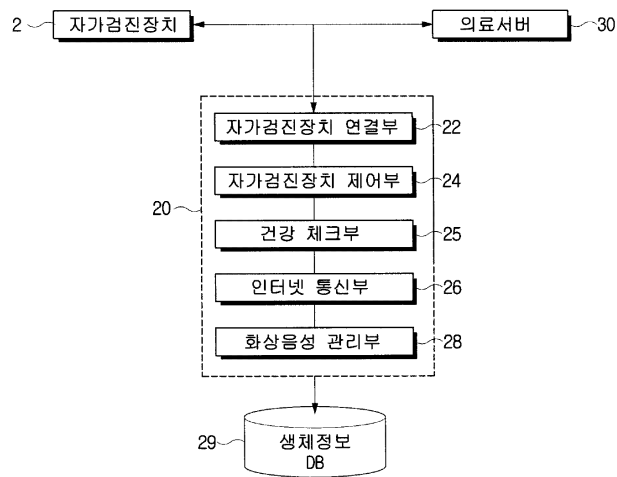 2 자가검진장치 의료서버 30
자가검진장치 연결부 22
자가검진장치 제어부 24
20
건강 체크부 25
인터넷 통신부 26
화상음성 관리부 28
29 생체정보
DB